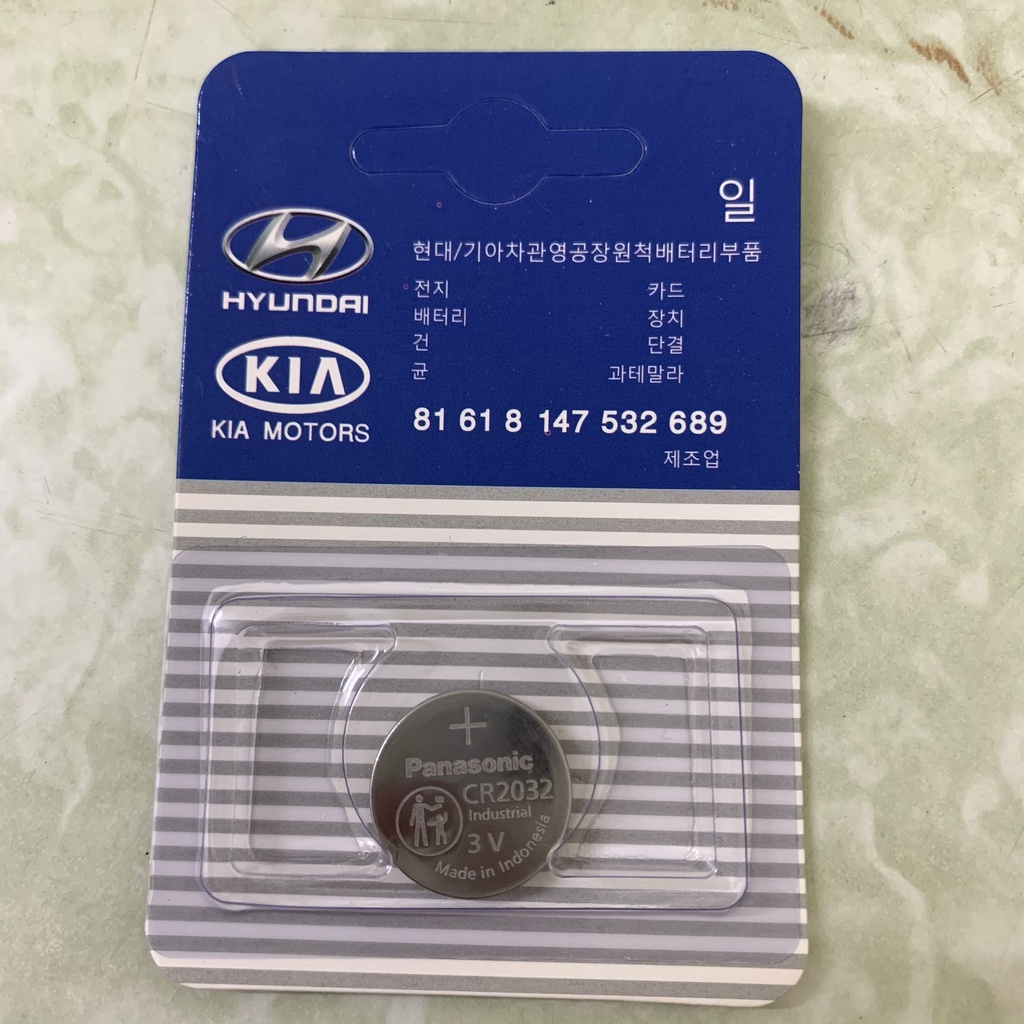 일
HYUNDAI
현대/기아차관영공장원척배터리부품
전지 카드
배터리 장치
건 단결
균 과테말라
KIA
KIA MOTORS
81 61 8 147 532 689
제조업
+
Panasonic
CR2032
Industrial
3 V
Made in Indonesia